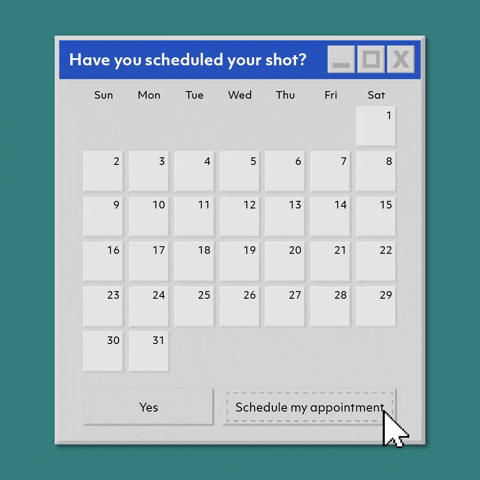 Have you scheduled your shot?
Sun Mon Tue Wed Thu Fri Sat
1
2 3 4 5 6 7 8
9 10 11 12 13 14 15
16 17 18 19 20 21 22
23 24 25 26 27 28 29
30 31
Yes Schedule my appointment